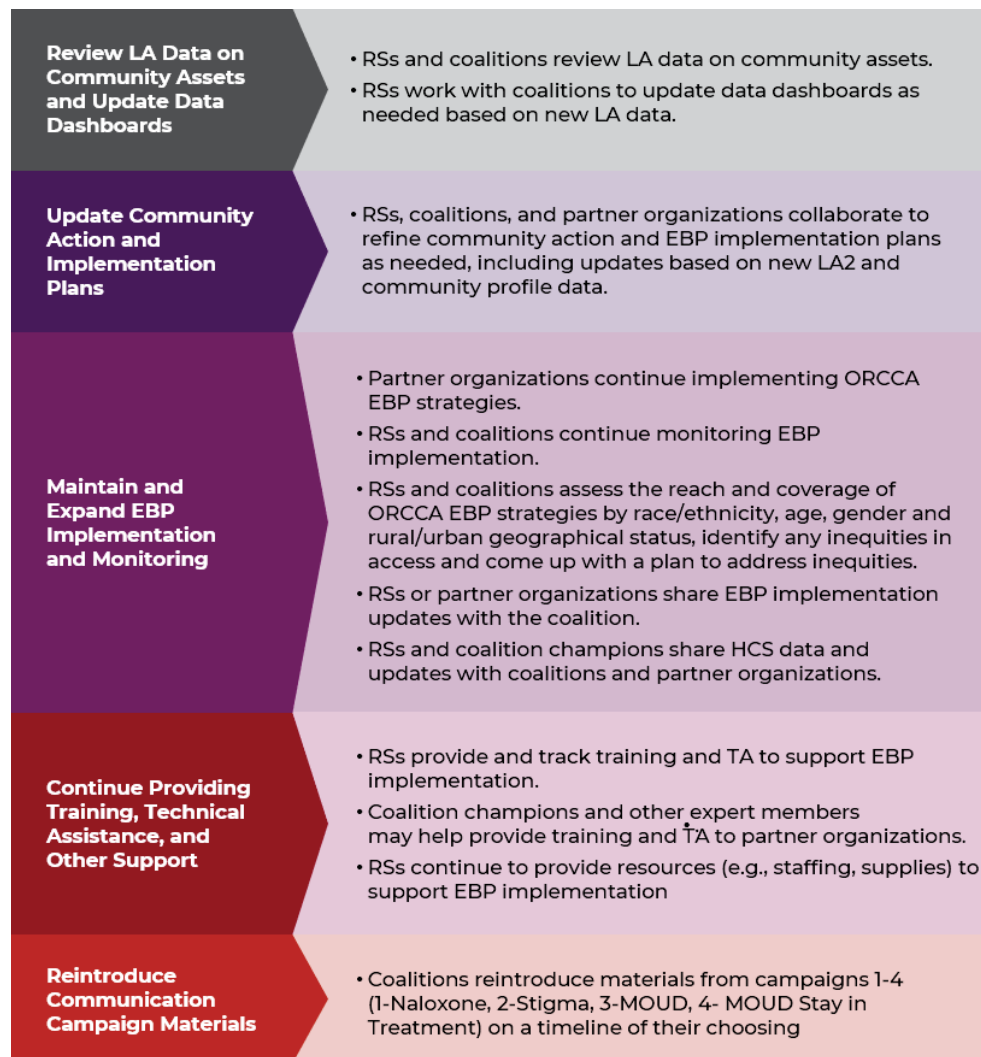 Review LA Data on
Community Assets
and Update Data
Dashboards
• RSs and coalitions review LA data on community assets.
• RSs work with coalitions to update data dashboards as
needed based on new LA data.
Update Community
Action and
Implementation
Plans
• RSs, coalitions, and partner organizations collaborate to
refine community action and EBP implementation plans
as needed, including updates based on new LA2 and
community profile data.
Maintain and
Expand EBP
Implementation
and Monitoring
• Partner organizations continue implementing ORCCA
EBP strategies.
• RSs and coalitions continue monitoring EBP
implementation.
• RSs and coalitions assess the reach and coverage of
ORCCA EBP strategies by race/ethnicity, age, gender and
rural/urban geographical status, identify any inequities in
access and come up with a plan to address inequities.
• RSs or partner organizations share EBP implementation
updates with the coalition.
• RSs and coalition champions share HCS data and
updates with coalitions and partner organizations.
Continue Providing
Training, Technical
Assistance, and
Other Support
• RSs provide and track training and TA to support EBP
implementation.
• Coalition champions and other expert members
may help provide training and TA to partner organizations.
• RSs continue to provide resources (e.g., staffing, supplies) to
support EBP implementation
Reintroduce
Communication
Campaign Materials
• Coalitions reintroduce materials from campaigns 1-4
(1-Naloxone, 2-Stigma, 3-MOUD, 4- MOUD Stay in
Treatment) on a timeline of their choosing